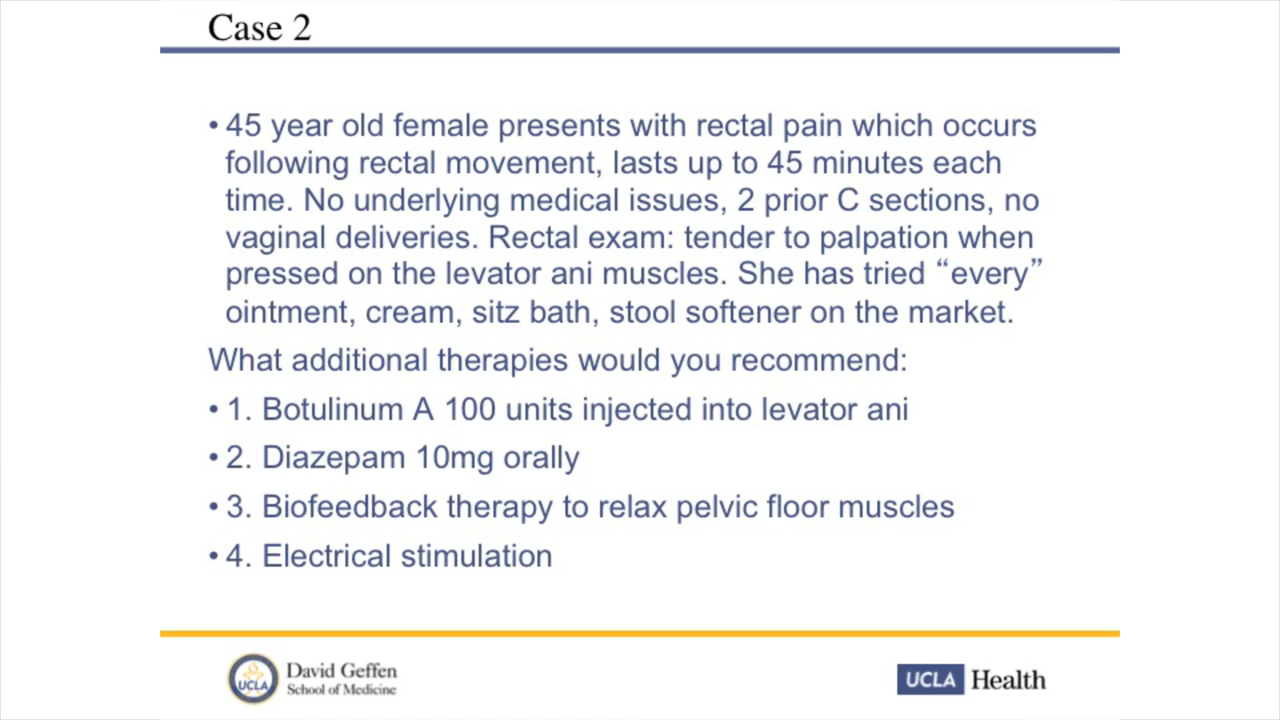 Case 2
• 45 year old female presents with rectal pain which occurs
following rectal movement, lasts up to 45 minutes each
time. No underlying medical issues, 2 prior C sections, no
vaginal deliveries. Rectal exam: tender to palpation when
pressed on the levator ani muscles. She has tried “every”
ointment, cream, sitz bath, stool softener on the market.
What additional therapies would you recommend:
• 1. Botulinum A 100 units injected into levator ani
• 2. Diazepam 10mg orally
• 3. Biofeedback therapy to relax pelvic floor muscles
• 4. Electrical stimulation
UCLA
David Geffen
School of Medicine
UCLA Health